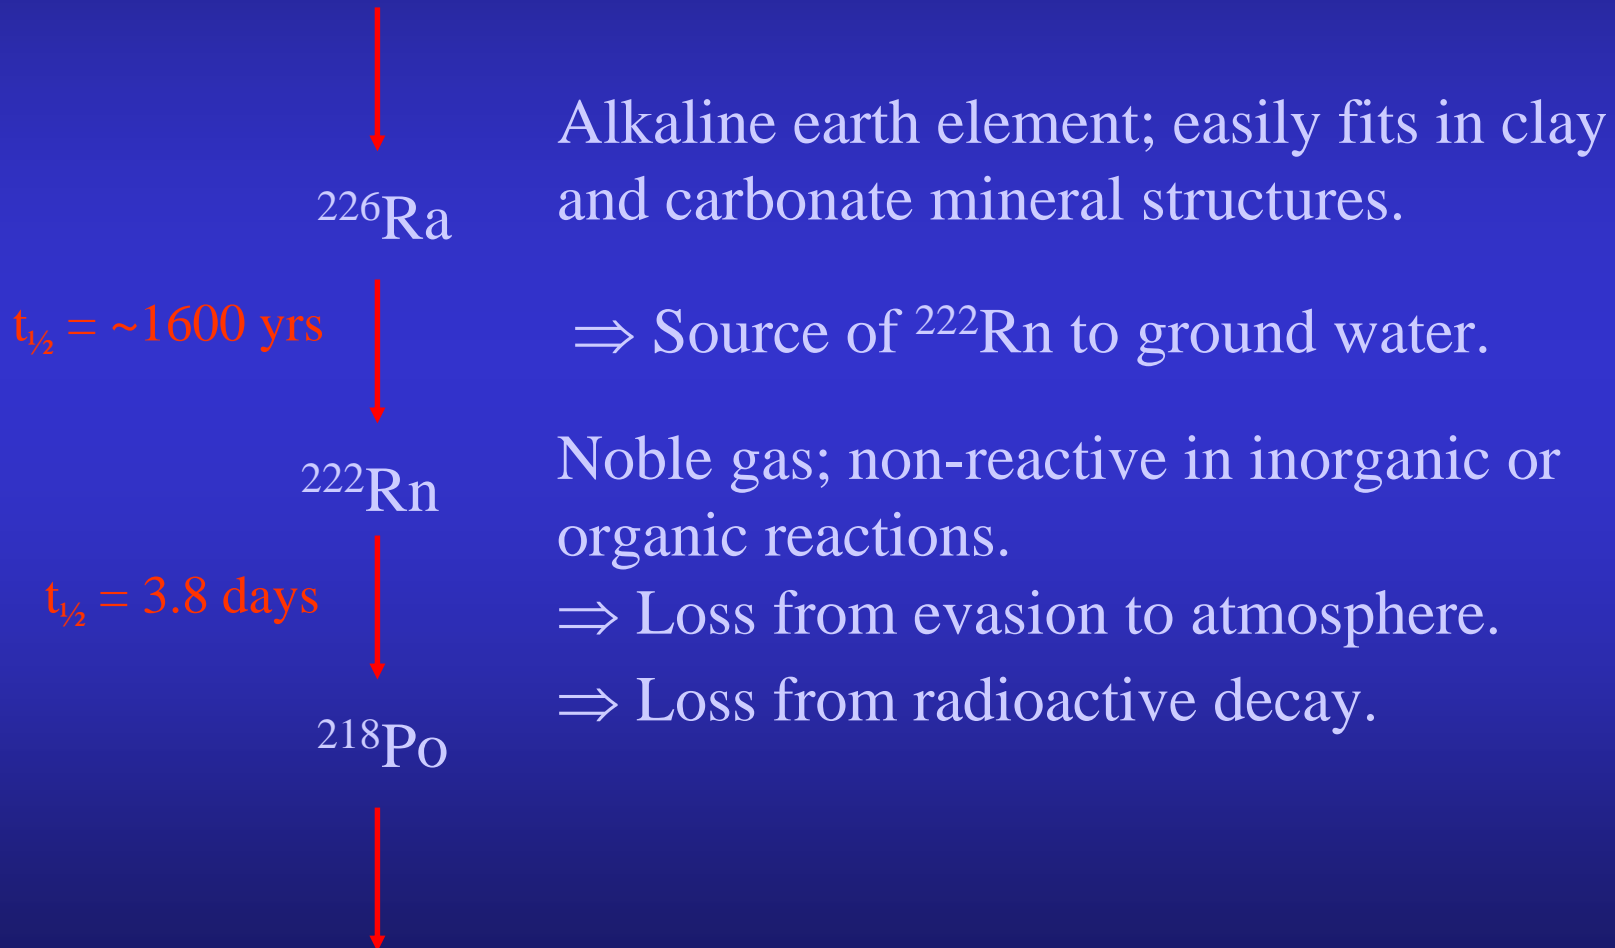 Alkaline earth element; easily fits in clay
²²⁶Ra and carbonate mineral structures.
t½ = ~1600 yrs ⇒ Source of ²²²Rn to ground water.
Noble gas; non-reactive in inorganic or
²²²Rn
organic reactions.
t½ = 3.8 days ⇒ Loss from evasion to atmosphere.
⇒ Loss from radioactive decay.
²¹⁸Po